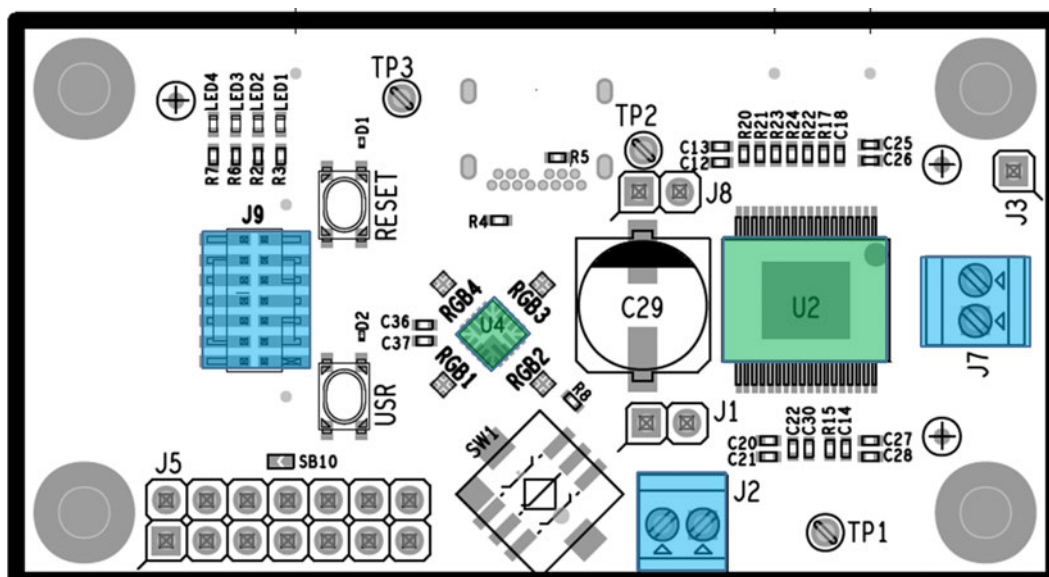 LED4
LED3
LED2
LED1
R7
R6
R2
R3
D1
TP3
RESET
R5
R4
TP2
C13
C12
J8
R20
R21
R23
R24
R22
R17
C18
C25
C26
J3
J9
RGB4
RGB3
U4
RGB1
RGB2
C36
C37
D2
USR
C29
U2
J7
R8
J1
SW1
C20
C21
C22
C30
R15
C14
C27
C28
J5
SB10
J2
TP1